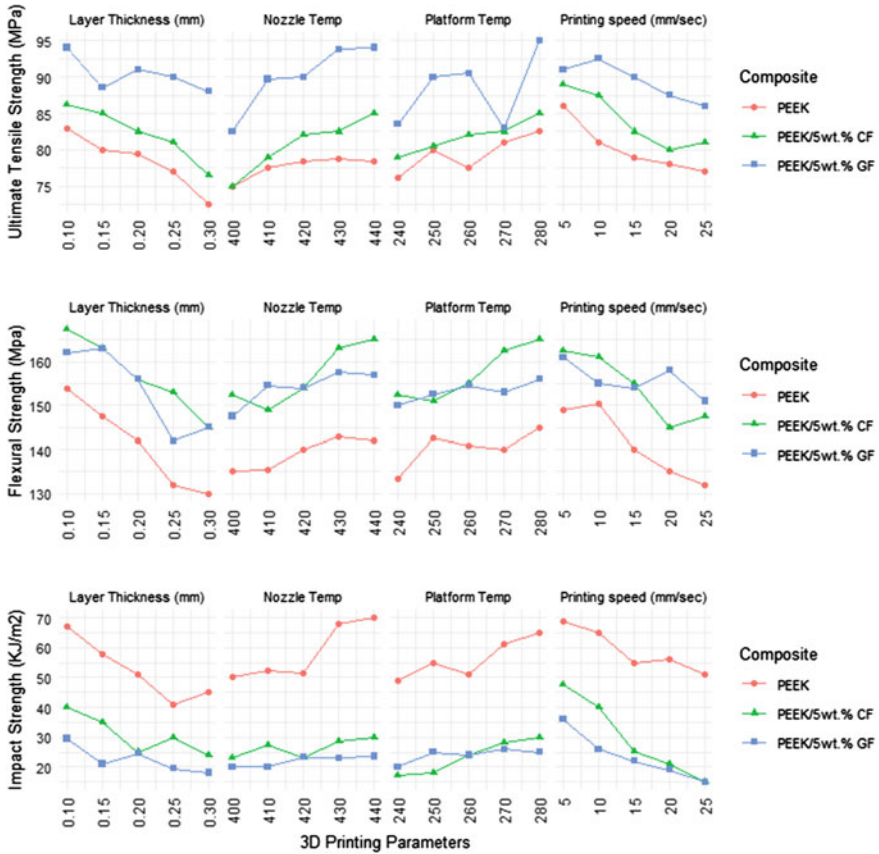 Layer Thickness (mm) Nozzle Temp Platform Temp Printing speed (mm/sec)
Ultimate Tensile Strength (MPa)
95
90
85
80
75
0.10 0.15 0.20 0.25 0.30 400 410 420 430 440 240 250 260 270 280 5 10 15 20 25
Composite
PEEK
PEEK/5wt.% CF
PEEK/5wt.% GF
Layer Thickness (mm) Nozzle Temp Platform Temp Printing speed (mm/sec)
Flexural Strength (Mpa)
160
150
140
130
0.10 0.15 0.20 0.25 0.30 400 410 420 430 440 240 250 260 270 280 5 10 15 20 25
Composite
PEEK
PEEK/5wt.% CF
PEEK/5wt.% GF
Layer Thickness (mm) Nozzle Temp Platform Temp Printing speed (mm/sec)
Impact Strength (KJ/m2)
70
60
50
40
30
20
0.10 0.15 0.20 0.25 0.30 400 410 420 430 440 240 250 260 270 280 5 10 15 20 25
Composite
PEEK
PEEK/5wt.% CF
PEEK/5wt.% GF
3D Printing Parameters